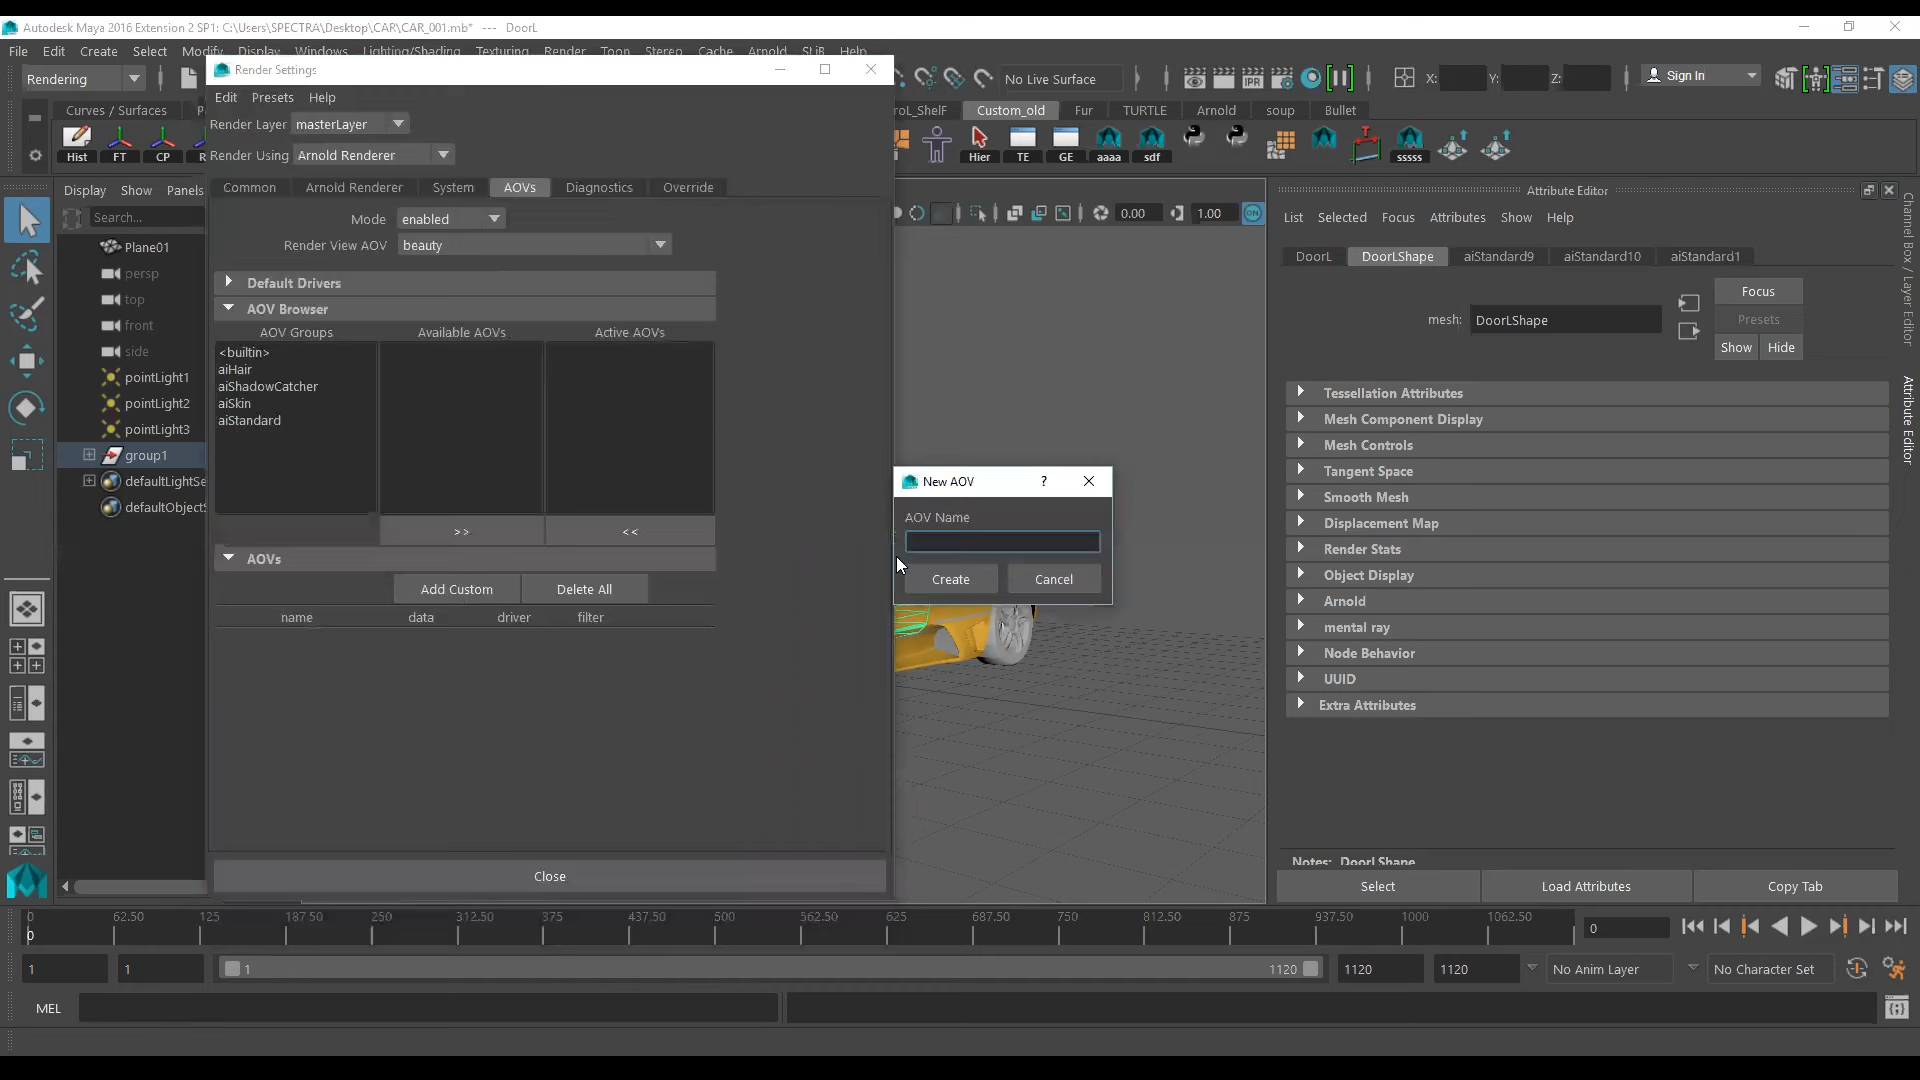 Autodesk Maya 2016 Extension 2 SP1: C:\Users\SPECTRA\Desktop\CAR\CAR_001.mb* --- DoorL
File Edit Create Select Modify Display Windows Lighting/Shading Texturing Render Toon Stereo Cache Arnold Help
Render Settings
Rendering
No Live Surface
X: Y: Z:
Sign In
Edit Presets Help
Curves / Surfaces
Custom_old Fur TURTLE Arnold soup Bullet
Render Layer masterLayer
Render Using Arnold Renderer
Hist FT CP
Hier TE GE aaaa sdf sssss
Display Show Panels
Common Arnold Renderer System AOVs Diagnostics Override
Attribute Editor
Search...
Mode enabled
0.00 1.00 ON
List Selected Focus Attributes Show Help
Render View AOV beauty
DoorL DoorLShape aiStandard9 aiStandard10 aiStandard1
Plane01
persp
top
front
side
pointLight1
pointLight2
pointLight3
group1
defaultLightSe
defaultObjectS
Default Drivers
AOV Browser
AOV Groups Available AOVs Active AOVs
<builtin>
aiHair
aiShadowCatcher
aiSkin
aiStandard
>> <<
AOVs
Add Custom Delete All
name data driver filter
Close
New AOV ?
AOV Name
Create Cancel
mesh: DoorLShape
Focus
Presets
Show Hide
Tessellation Attributes
Mesh Component Display
Mesh Controls
Tangent Space
Smooth Mesh
Displacement Map
Render Stats
Object Display
Arnold
mental ray
Node Behavior
UUID
Extra Attributes
Notes: DoorLShape
Select Load Attributes Copy Tab
Channel Box / Layer Editor
Attribute Editor
0 62.50 125 187.50 250 312.50 375 437.50 500 562.50 625 687.50 750 812.50 875 937.50 1000 1062.50
0
0
1 1 1 1120 1120 1120 No Anim Layer No Character Set
MEL